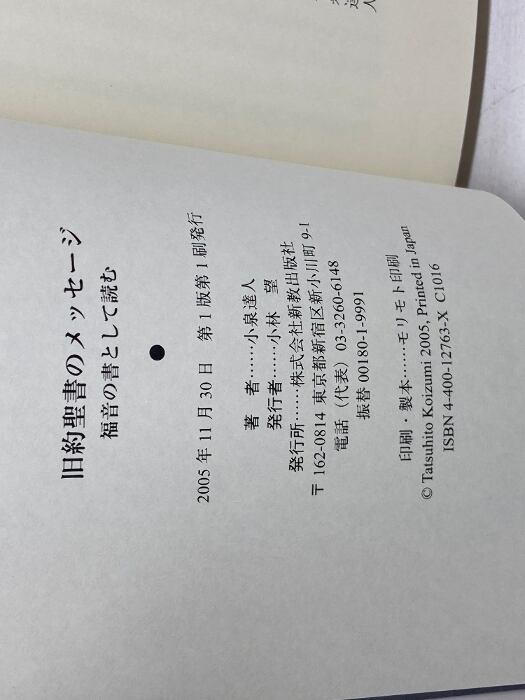 旧約聖書のメッセージ
福音の書として読む
●
2005年11月30日 第1版第1刷発行
著 者……小泉達人
発行者……小林 望
発行所……株式会社新教出版社
〒162-0814 東京都新宿区新小川町9-1
電話（代表）03-3260-6148
振替 00180-1-9991
印刷・製本……モリモト印刷
© Tatsuhito Koizumi 2005, Printed in Japan
ISBN 4-400-12763-X C1016